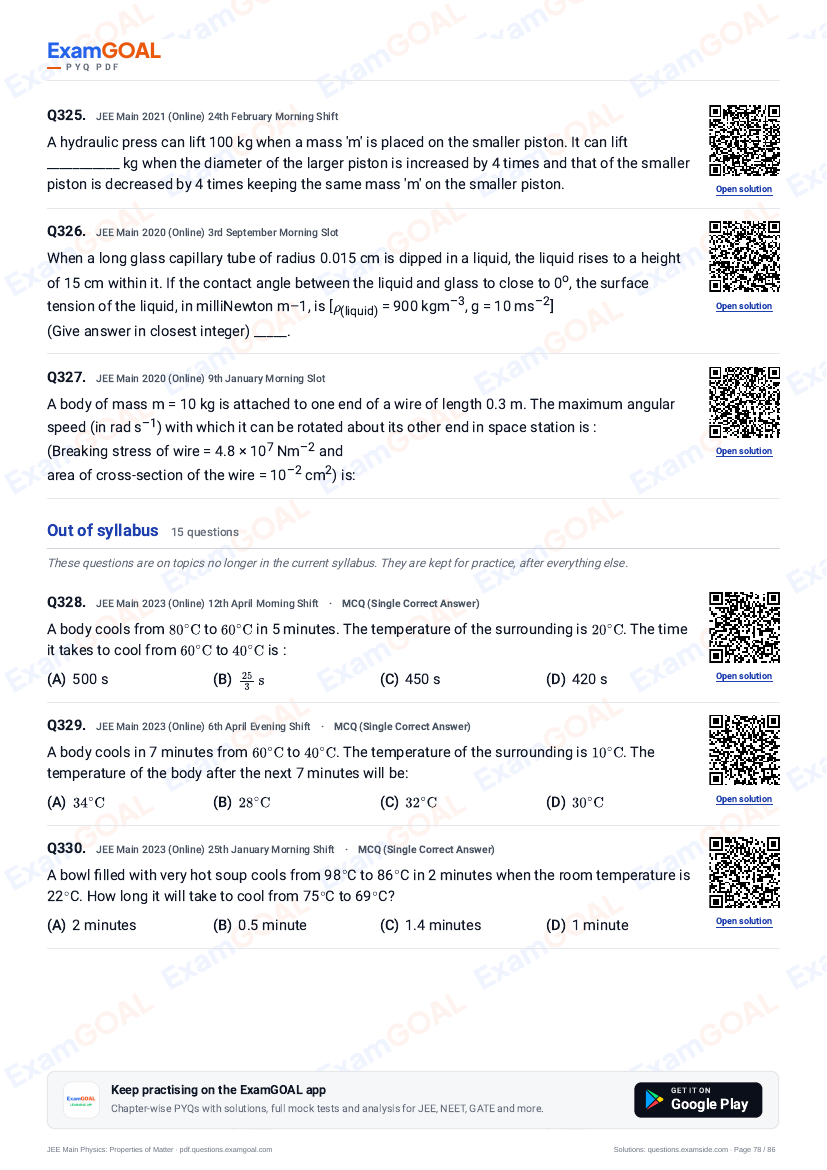 ExamGOAL
PYQ PDF
Q325. JEE Main 2021 (Online) 24th February Morning Shift
A hydraulic press can lift 100 kg when a mass 'm' is placed on the smaller piston. It can lift
___________ kg when the diameter of the larger piston is increased by 4 times and that of the smaller
piston is decreased by 4 times keeping the same mass 'm' on the smaller piston.
Open solution
Q326. JEE Main 2020 (Online) 3rd September Morning Slot
When a long glass capillary tube of radius 0.015 cm is dipped in a liquid, the liquid rises to a height
of 15 cm within it. If the contact angle between the liquid and glass to close to 0°, the surface
tension of the liquid, in milliNewton m−1, is [ρ(liquid) = 900 kgm⁻³, g = 10 ms⁻²]
(Give answer in closest integer) _____.
Open solution
Q327. JEE Main 2020 (Online) 9th January Morning Slot
A body of mass m = 10 kg is attached to one end of a wire of length 0.3 m. The maximum angular
speed (in rad s⁻¹) with which it can be rotated about its other end in space station is :
(Breaking stress of wire = 4.8 × 10⁷ Nm⁻² and
area of cross-section of the wire = 10⁻² cm²) is:
Open solution
Out of syllabus 15 questions
These questions are on topics no longer in the current syllabus. They are kept for practice, after everything else.
Q328. JEE Main 2023 (Online) 12th April Morning Shift · MCQ (Single Correct Answer)
A body cools from 80°C to 60°C in 5 minutes. The temperature of the surrounding is 20°C. The time
it takes to cool from 60°C to 40°C is :
(A) 500 s (B) 25/3 s (C) 450 s (D) 420 s
Open solution
Q329. JEE Main 2023 (Online) 6th April Evening Shift · MCQ (Single Correct Answer)
A body cools in 7 minutes from 60°C to 40°C. The temperature of the surrounding is 10°C. The
temperature of the body after the next 7 minutes will be:
(A) 34°C (B) 28°C (C) 32°C (D) 30°C
Open solution
Q330. JEE Main 2023 (Online) 25th January Morning Shift · MCQ (Single Correct Answer)
A bowl filled with very hot soup cools from 98°C to 86°C in 2 minutes when the room temperature is
22°C. How long it will take to cool from 75°C to 69°C?
(A) 2 minutes (B) 0.5 minute (C) 1.4 minutes (D) 1 minute
Open solution
ExamGOAL
Keep practising on the ExamGOAL app
Chapter-wise PYQs with solutions, full mock tests and analysis for JEE, NEET, GATE and more.
GET IT ON
Google Play
JEE Main Physics: Properties of Matter · pdf.questions.examgoal.com
Solutions: questions.examside.com · Page 78 / 86